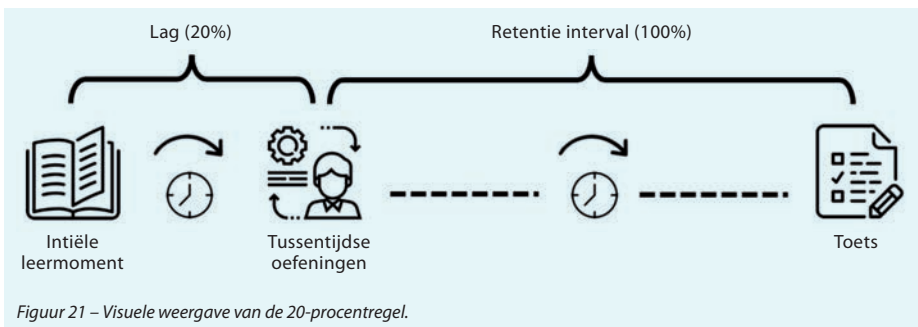 Lag (20%)
Retentie interval (100%)
Intiële
leermoment
Tussentijdse
oefeningen
Toets
Figuur 21 – Visuele weergave van de 20-procentregel.